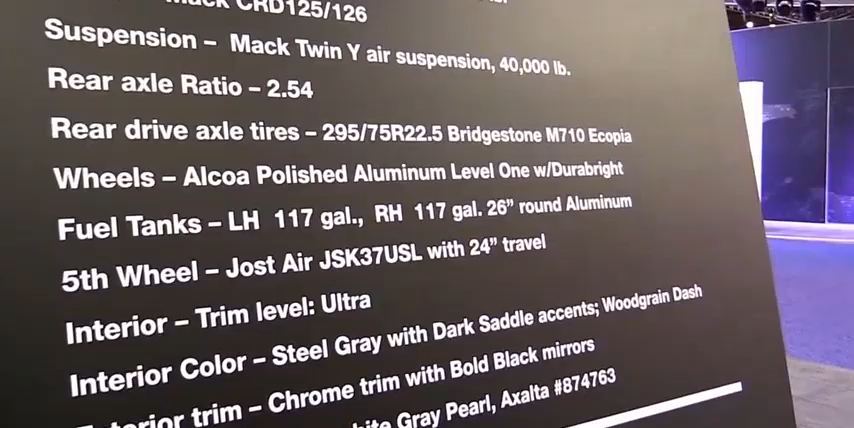 CRD125/126
Suspension – Mack Twin Y air suspension, 40,000 lb.
Rear axle Ratio – 2.54
Rear drive axle tires – 295/75R22.5 Bridgestone M710 Ecopia
Wheels – Alcoa Polished Aluminum Level One w/Durabright
Fuel Tanks – LH 117 gal., RH 117 gal. 26” round Aluminum
5th Wheel – Jost Air JSK37USL with 24” travel
Interior – Trim level: Ultra
Interior Color – Steel Gray with Dark Saddle accents; Woodgrain Dash
trim – Chrome trim with Bold Black mirrors
Gray Pearl, Axalta #874763